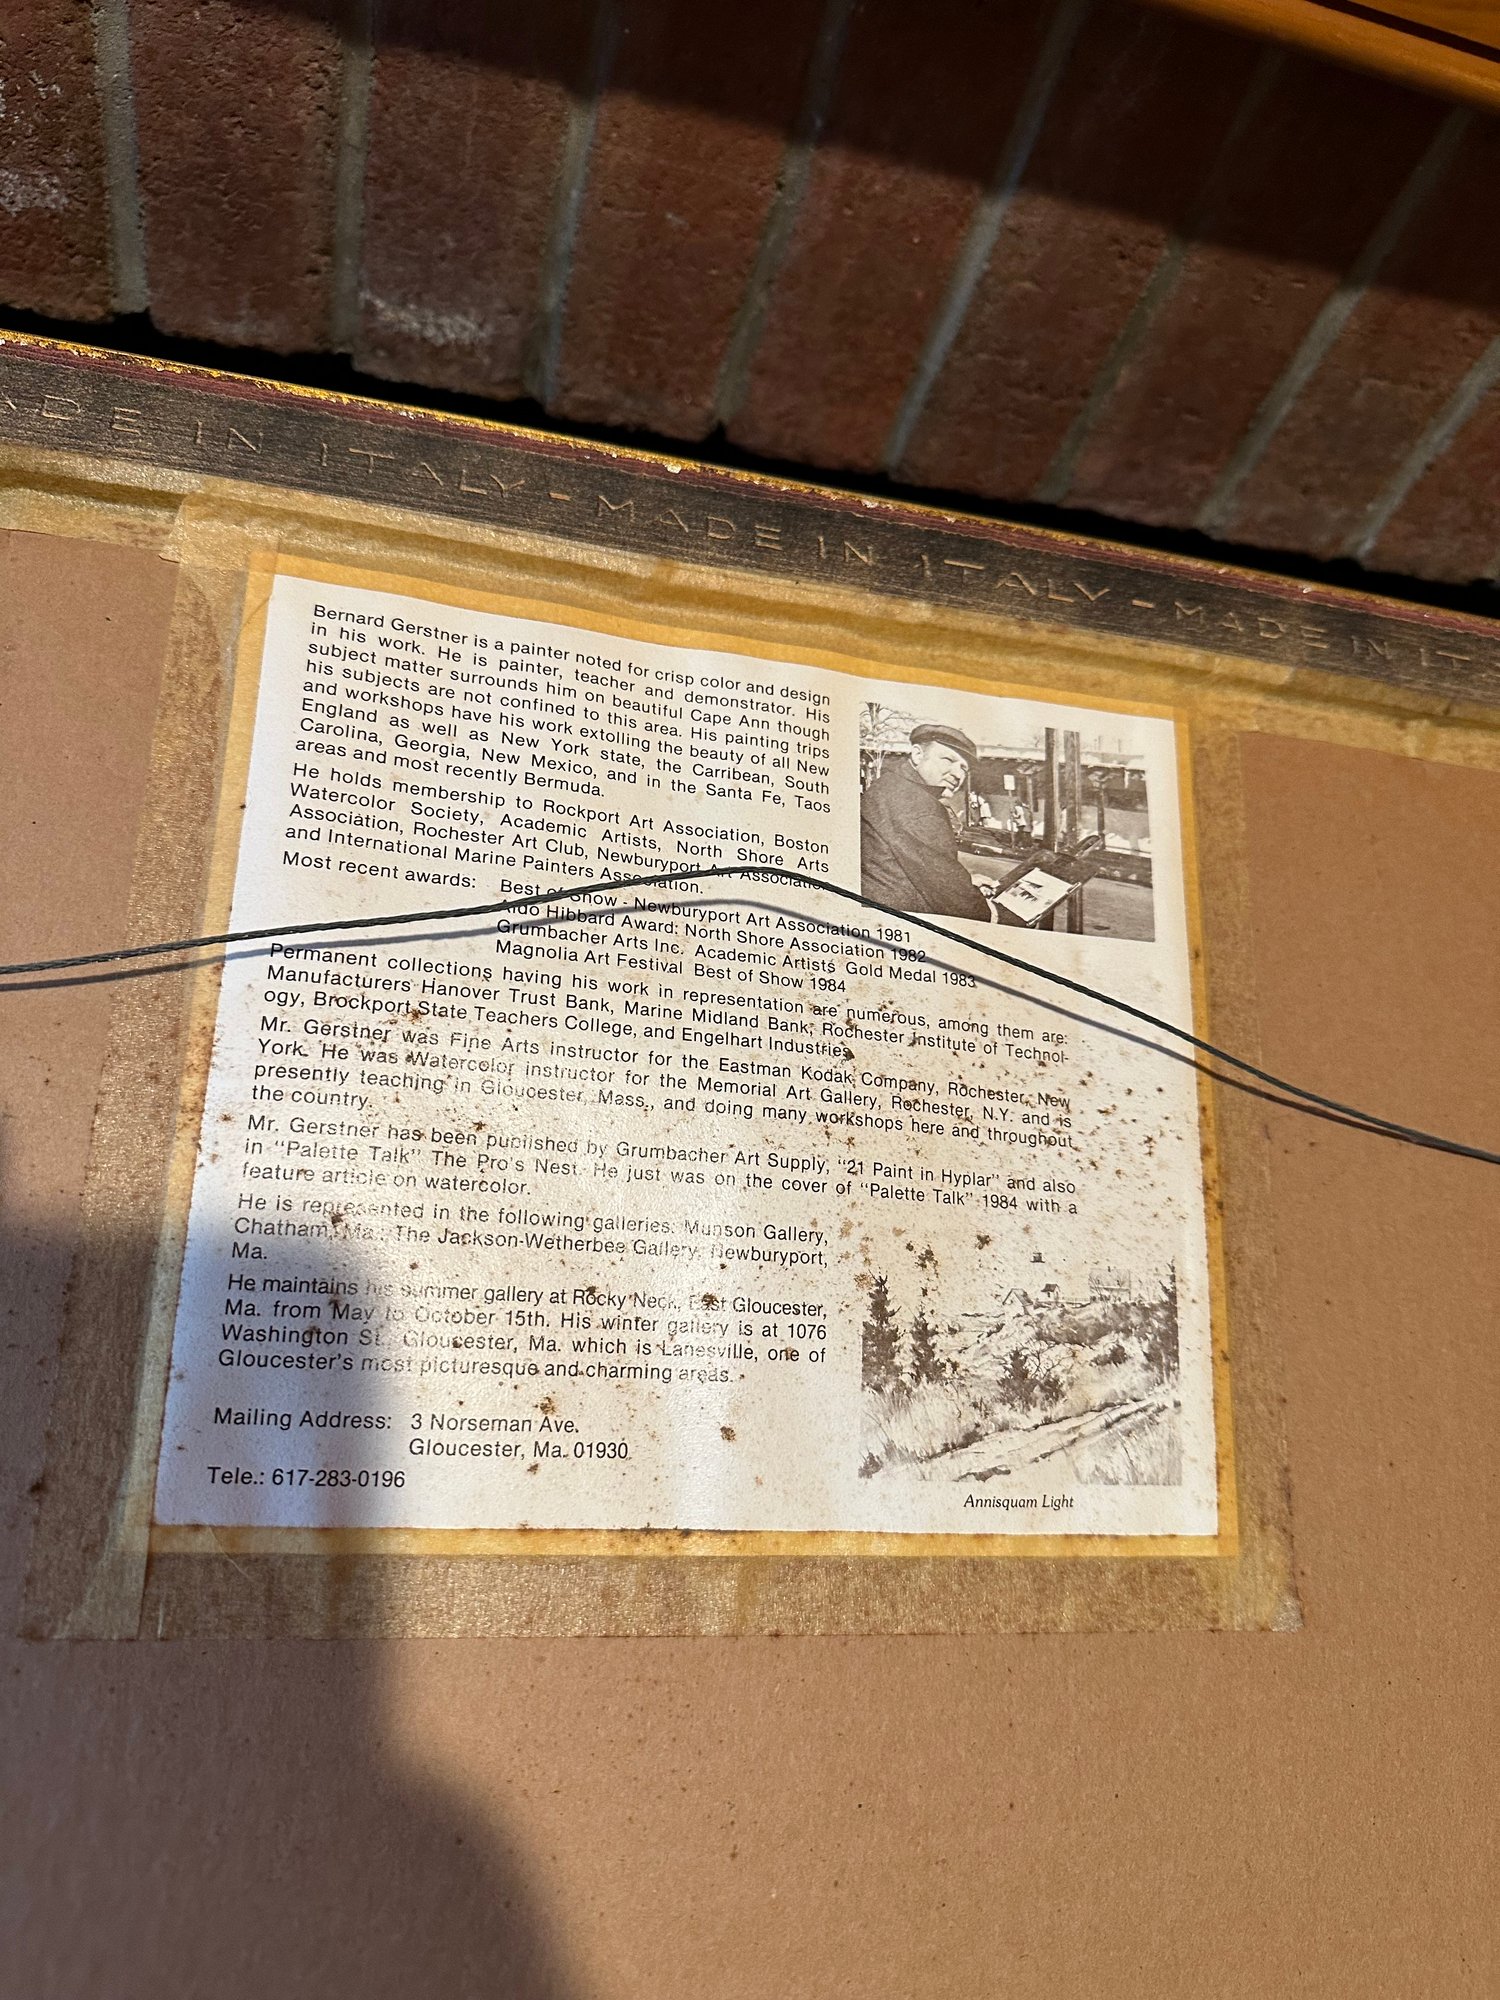 MADE IN ITALY - MADE IN ITALY - MADE IN ITA
Bernard Gerstner is a painter noted for crisp color and design
in his work. He is painter, teacher and demonstrator. His
subject matter surrounds him on beautiful Cape Ann though
his subjects are not confined to this area. His painting trips
and workshops have his work extolling the beauty of all New
England as well as New York state, the Carribean, South
Carolina, Georgia, New Mexico, and in the Santa Fe, Taos
areas and most recently Bermuda.
He holds membership to Rockport Art Association, Boston
Watercolor Society, Academic Artists, North Shore Arts
Association, Rochester Art Club, Newburyport Art Association
and International Marine Painters Association.
Most recent awards: Best of Show - Newburyport Art Association 1981
Aldo Hibbard Award: North Shore Association 1982
Grumbacher Arts Inc. Academic Artists Gold Medal 1983
Magnolia Art Festival Best of Show 1984
Permanent collections having his work in representation are numerous, among them are:
Manufacturers Hanover Trust Bank, Marine Midland Bank, Rochester Institute of Technol-
ogy, Brockport State Teachers College, and Engelhart Industries.
Mr. Gerstner was Fine Arts instructor for the Eastman Kodak Company, Rochester, New
York. He was Watercolor instructor for the Memorial Art Gallery, Rochester, N.Y. and is
presently teaching in Gloucester, Mass., and doing many workshops here and throughout
the country.
Mr. Gerstner has been published by Grumbacher Art Supply, "21 Paint in Hyplar" and also
in "Palette Talk" The Pro's Nest. He just was on the cover of "Palette Talk" 1984 with a
feature article on watercolor.
He is represented in the following galleries: Munson Gallery,
Chatham, Ma.; The Jackson-Wetherbee Gallery, Newburyport,
Ma.
He maintains his summer gallery at Rocky Neck, East Gloucester,
Ma. from May to October 15th. His winter gallery is at 1076
Washington St., Gloucester, Ma. which is Lanesville, one of
Gloucester's most picturesque and charming areas.
Mailing Address: 3 Norseman Ave.
Gloucester, Ma. 01930
Tele.: 617-283-0196
Annisquam Light